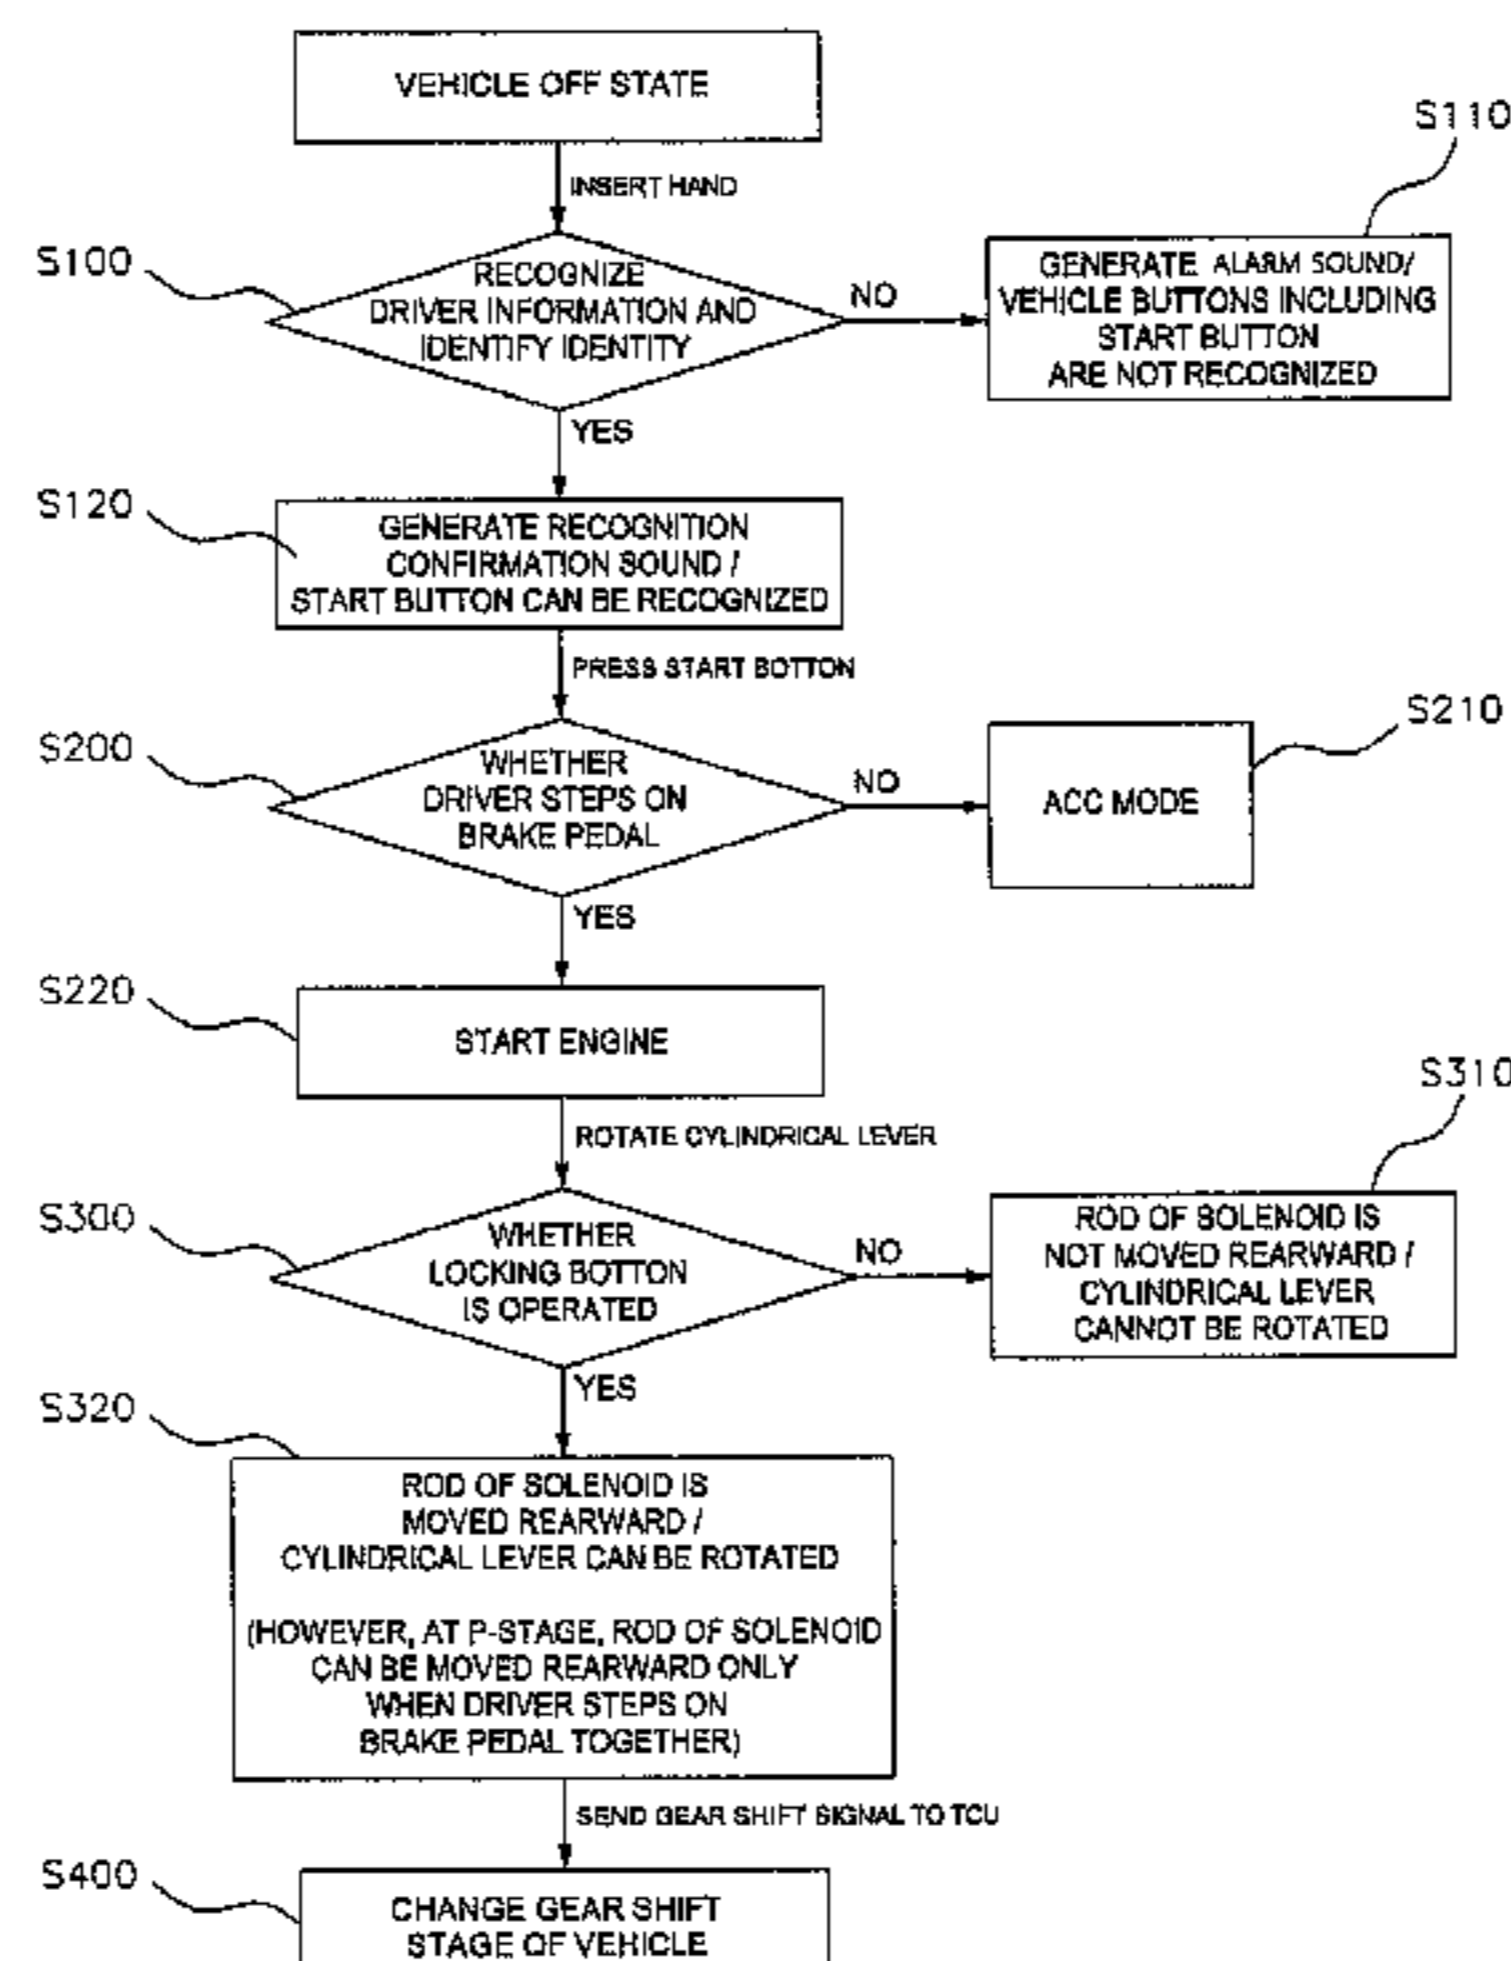 VEHICLE OFF STATE
S110
INSERT HAND
S100
RECOGNIZE
DRIVER INFORMATION AND
IDENTIFY IDENTITY
NO
GENERATE ALARM SOUND/
VEHICLE BUTTONS INCLUDING
START BUTTON
ARE NOT RECOGNIZED
YES
S120
GENERATE RECOGNITION
CONFIRMATION SOUND /
START BUTTON CAN BE RECOGNIZED
PRESS START BOTTON
S200
WHETHER
DRIVER STEPS ON
BRAKE PEDAL
NO
S210
ACC MODE
YES
S220
START ENGINE
ROTATE CYLINDRICAL LEVER
S310
S300
WHETHER
LOCKING BOTTON
IS OPERATED
NO
ROD OF SOLENOID IS
NOT MOVED REARWARD /
CYLINDRICAL LEVER
CANNOT BE ROTATED
YES
S320
ROD OF SOLENOID IS
MOVED REARWARD /
CYLINDRICAL LEVER CAN BE ROTATED
(HOWEVER, AT P-STAGE, ROD OF SOLENOID
CAN BE MOVED REARWARD ONLY
WHEN DRIVER STEPS ON
BRAKE PEDAL TOGETHER)
SEND GEAR SHIFT SIGNAL TO TCU
S400
CHANGE GEAR SHIFT
STAGE OF VEHICLE